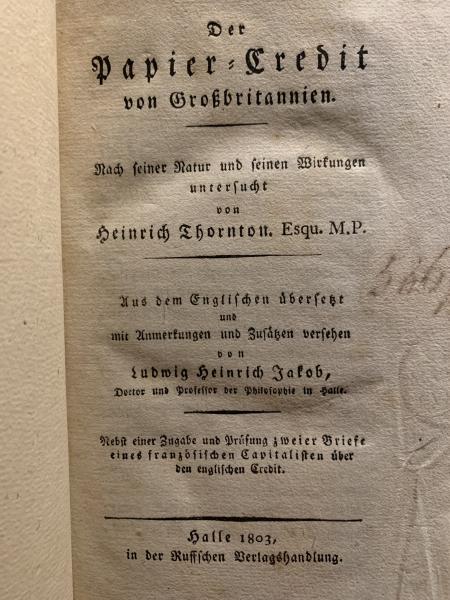 Der
Papier-Credit
von Großbritannien.
Nach seiner Natur und seinen Wirkungen
untersucht
von
Heinrich Thornton. Esqu. M.P.
Aus dem Englischen übersetzt
und
mit Anmerkungen und Zusätzen versehen
von
Ludwig Heinrich Jakob,
Doctor und Professor der Philosophie in Halle.
Nebst einer Zugabe und Prüfung zweier Briefe
eines französischen Capitalisten über
den englischen Credit.
Halle 1803,
in der Ruffschen Verlagshandlung.